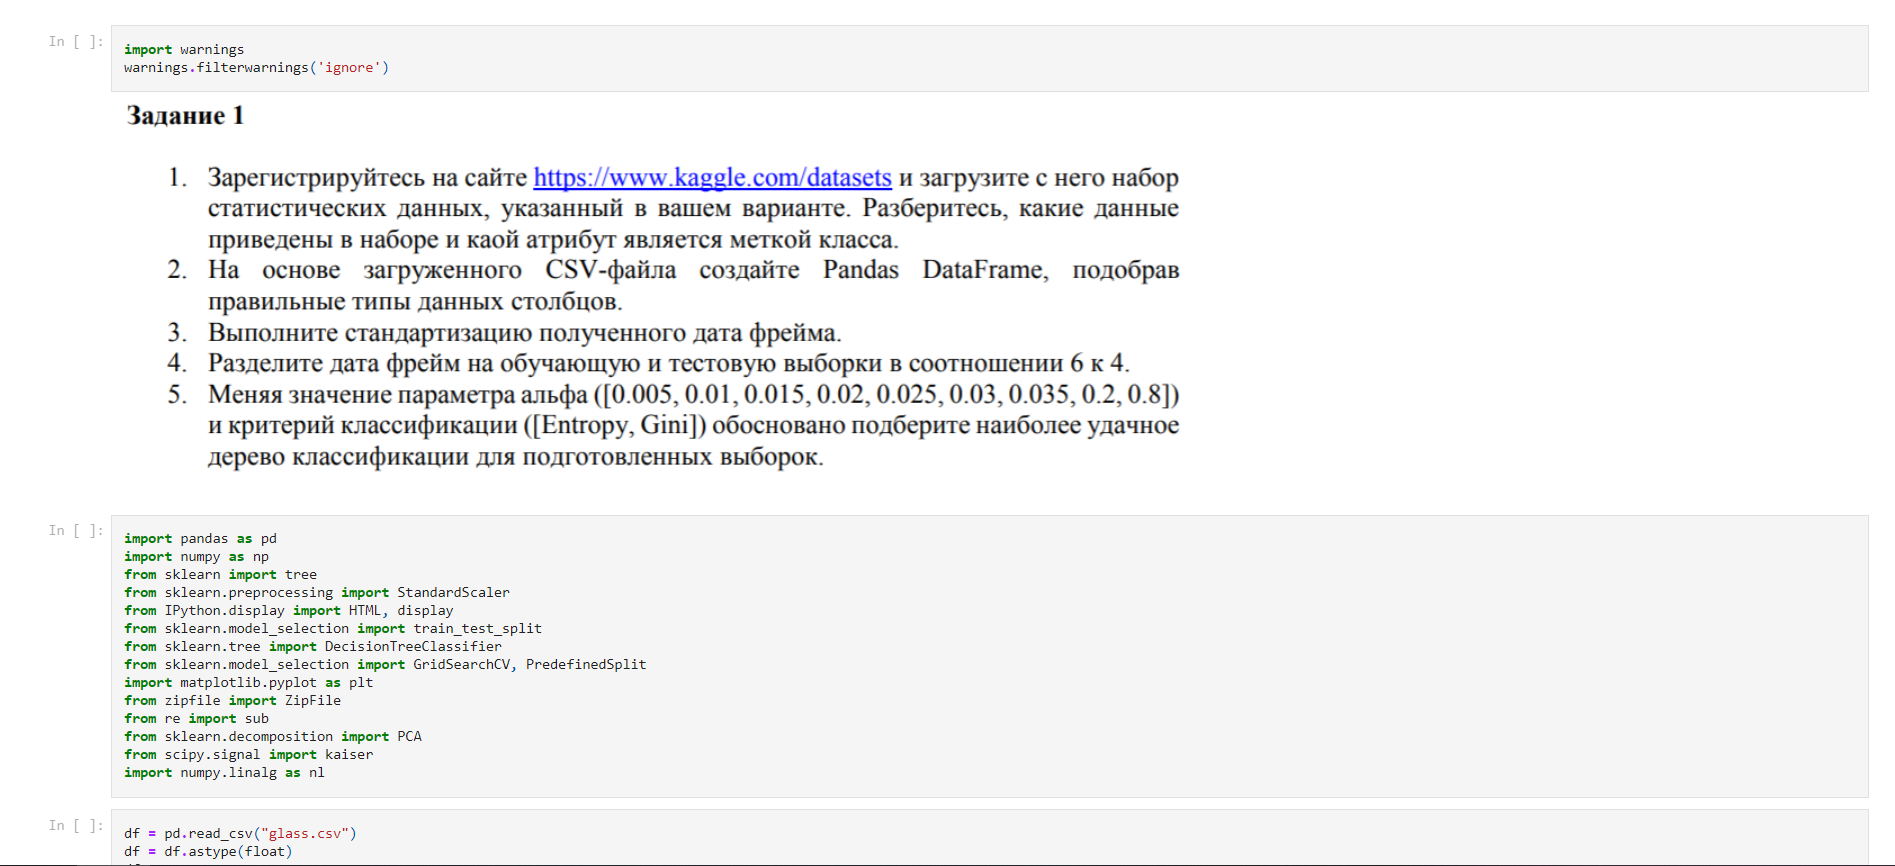 In [ ]:
import warnings
warnings.filterwarnings('ignore')
Задание 1
1. Зарегистрируйтесь на сайте https://www.kaggle.com/datasets и загрузите с него набор
статистических данных, указанный в вашем варианте. Разберитесь, какие данные
приведены в наборе и каой атрибут является меткой класса.
2. На основе загруженного CSV-файла создайте Pandas DataFrame, подобрав
правильные типы данных столбцов.
3. Выполните стандартизацию полученного дата фрейма.
4. Разделите дата фрейм на обучающую и тестовую выборки в соотношении 6 к 4.
5. Меняя значение параметра альфа ([0.005, 0.01, 0.015, 0.02, 0.025, 0.03, 0.035, 0.2, 0.8])
и критерий классификации ([Entropy, Gini]) обосновано подберите наиболее удачное
дерево классификации для подготовленных выборок.
In [ ]:
import pandas as pd
import numpy as np
from sklearn import tree
from sklearn.preprocessing import StandardScaler
from IPython.display import HTML, display
from sklearn.model_selection import train_test_split
from sklearn.tree import DecisionTreeClassifier
from sklearn.model_selection import GridSearchCV, PredefinedSplit
import matplotlib.pyplot as plt
from zipfile import ZipFile
from re import sub
from sklearn.decomposition import PCA
from scipy.signal import kaiser
import numpy.linalg as nl
In [ ]:
df = pd.read_csv("glass.csv")
df = df.astype(float)